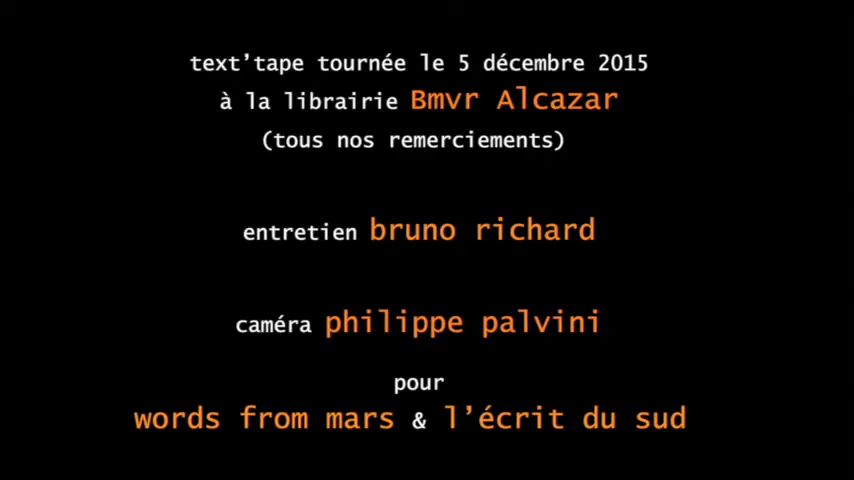 text’tape tournée le 5 décembre 2015
à la librairie Bmvr Alcazar
(tous nos remerciements)
entretien bruno richard
caméra philippe palvini
pour
words from mars & l’écrit du sud